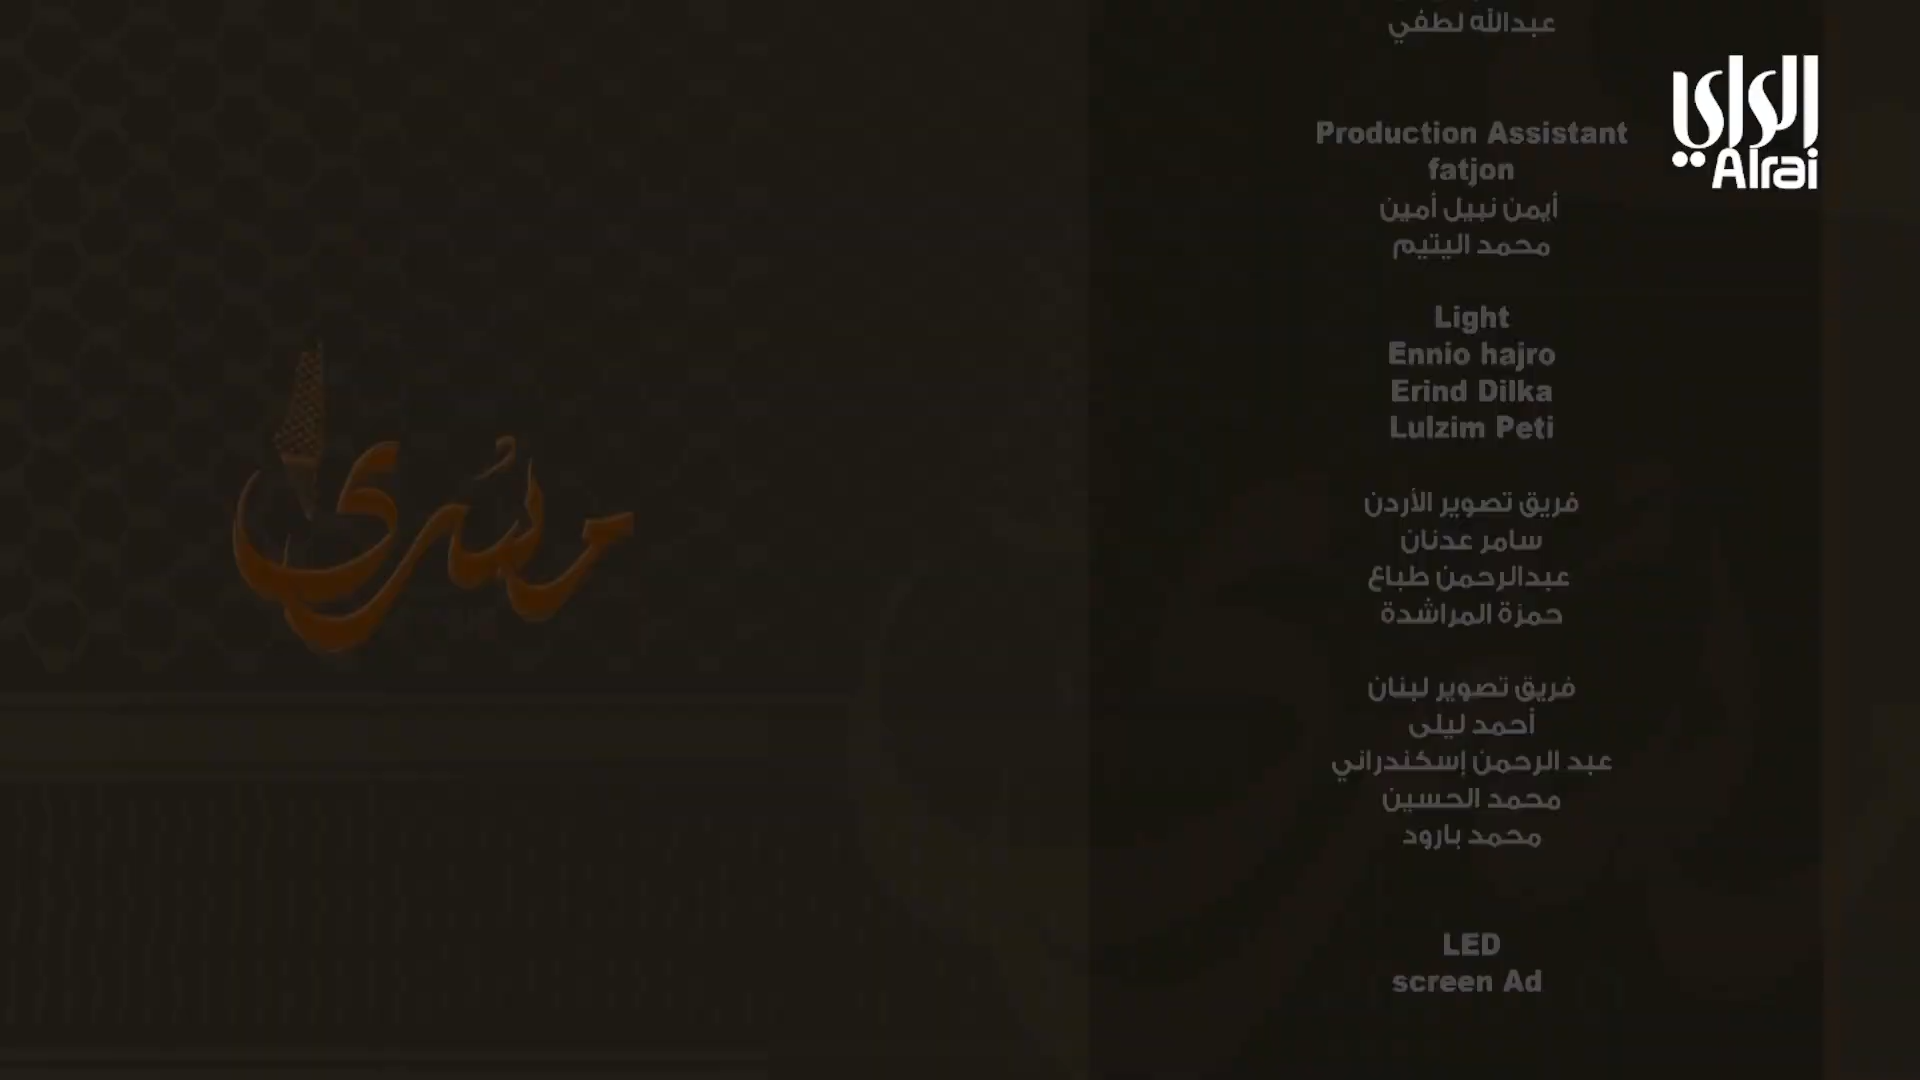 عبدالله لطفي
الراي
Alrai
Production Assistant
fatjon
أيمن نبيل أمين
محمد اليتيم
Light
Ennio hajro
Erind Dilka
Lulzim Peti
مسرى
فريق تصوير الأردن
سامر عدنان
عبدالرحمن طباع
حمزة المراشدة
فريق تصوير لبنان
أحمد ليلى
عبد الرحمن إسكندراني
محمد الحسين
محمد بارود
LED
screen Ad